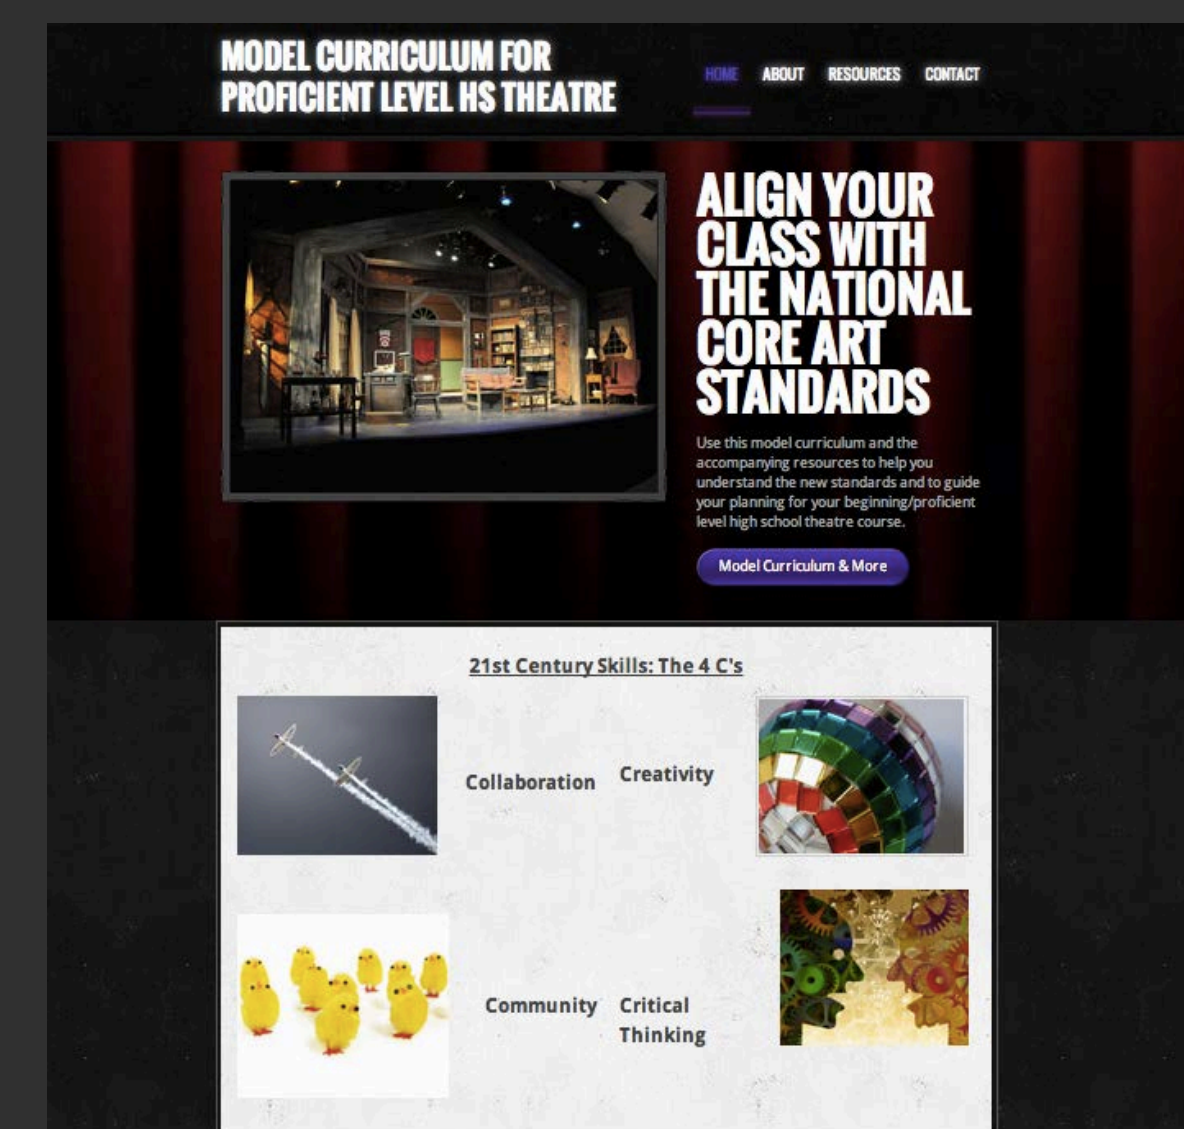 MODEL CURRICULUM FOR
PROFICIENT LEVEL HS THEATRE
HOME ABOUT RESOURCES CONTACT
ALIGN YOUR
CLASS WITH
THE NATIONAL
CORE ART
STANDARDS
Use this model curriculum and the
accompanying resources to help you
understand the new standards and to guide
your planning for your beginning/proficient
level high school theatre course.
Model Curriculum & More
21st Century Skills: The 4 C's
Collaboration
Creativity
Community
Critical
Thinking